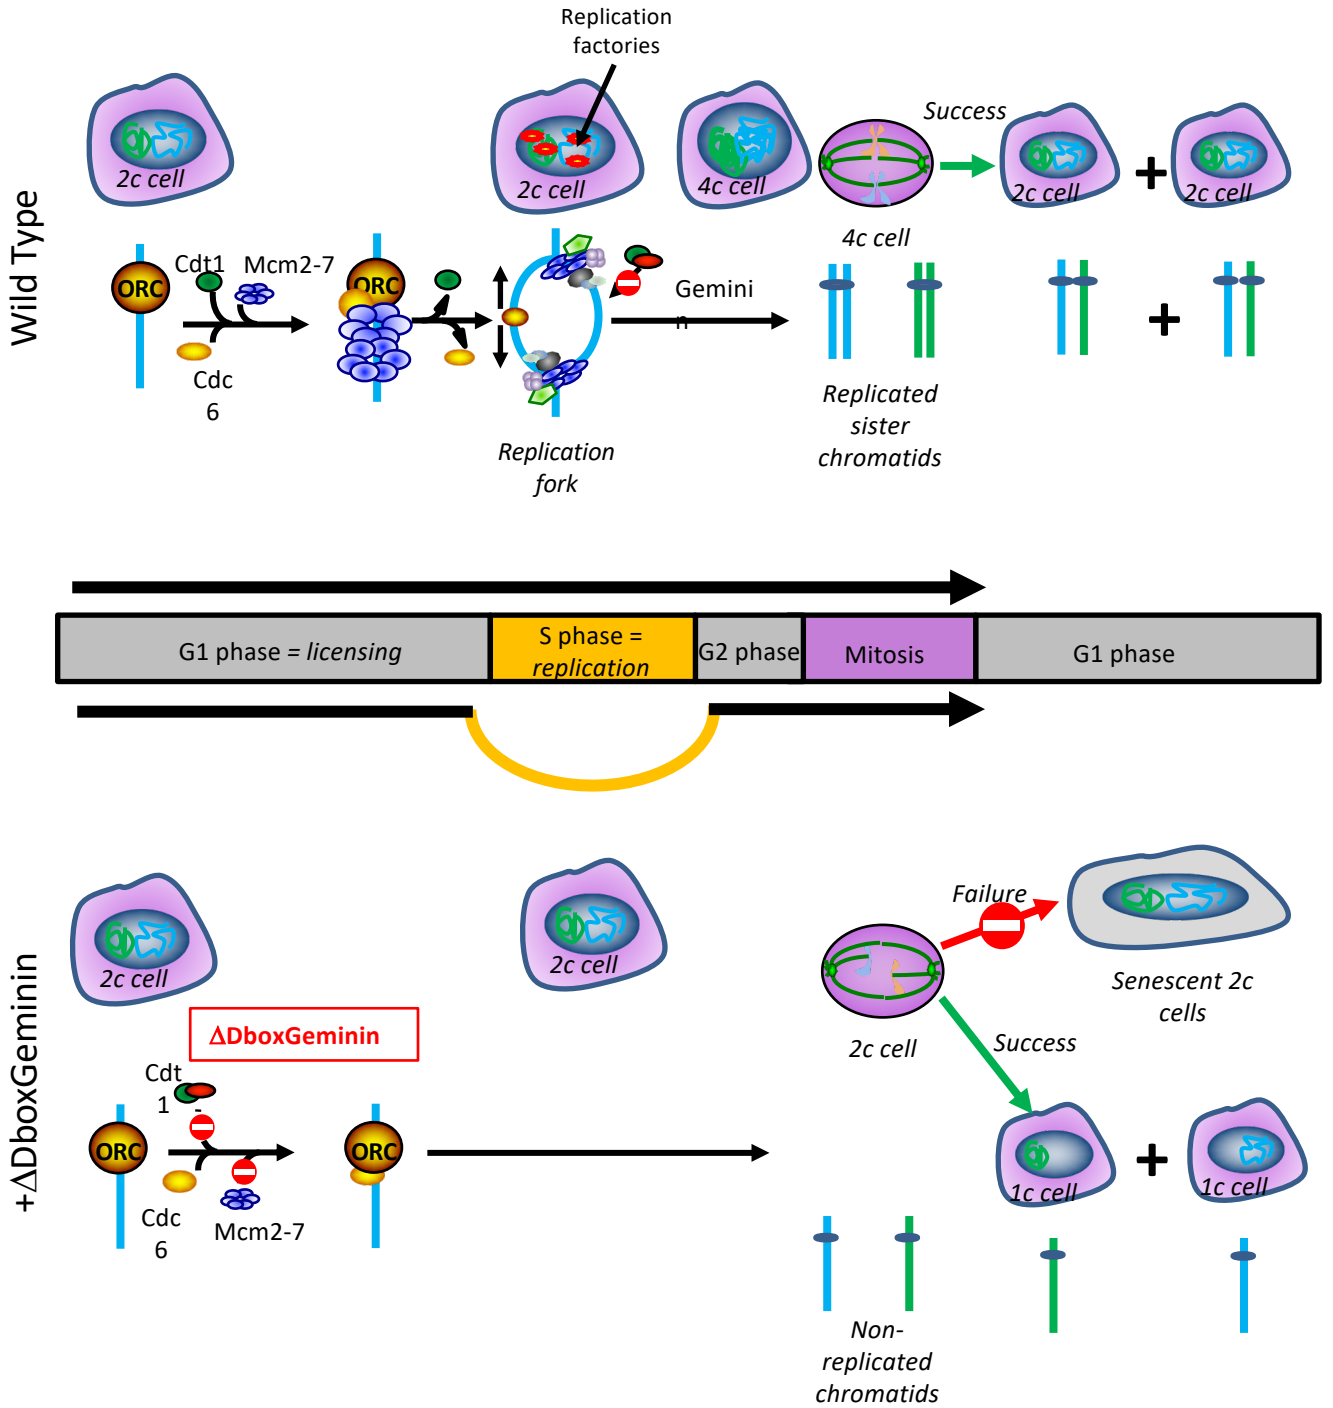 Replication
factories
Wild Type
2c cell
2c cell
4c cell
Success
2c cell
2c cell
4c cell
ORC
Cdt1
Mcm2-7
Cdc
6
ORC
Gemini
n
Replication
fork
Replicated
sister
chromatids
G1 phase = licensing
S phase =
replication
G2 phase
Mitosis
G1 phase
+ΔDboxGeminin
2c cell
2c cell
Failure
Senescent 2c
cells
2c cell
Success
ΔDboxGeminin
Cdt
1
ORC
Cdc
6
Mcm2-7
ORC
1c cell
1c cell
Non-
replicated
chromatids